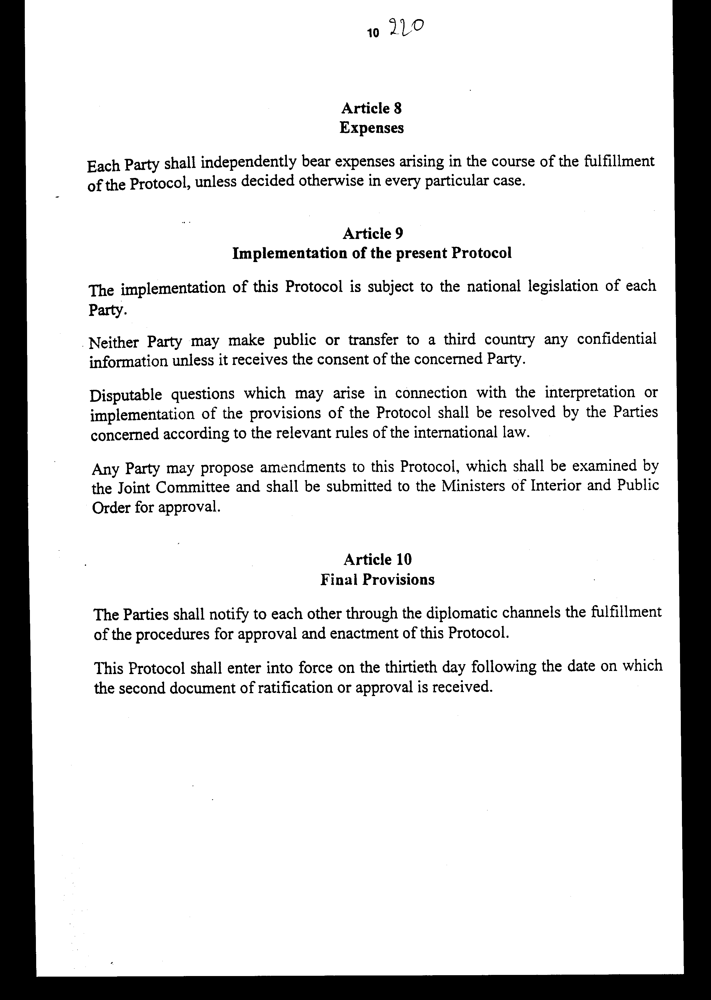 10 220
Article 8
Expenses
Each Party shall independently bear expenses arising in the course of the fulfillment
of the Protocol, unless decided otherwise in every particular case.
Article 9
Implementation of the present Protocol
The implementation of this Protocol is subject to the national legislation of each
Party.
Neither Party may make public or transfer to a third country any confidential
information unless it receives the consent of the concerned Party.
Disputable questions which may arise in connection with the interpretation or
implementation of the provisions of the Protocol shall be resolved by the Parties
concerned according to the relevant rules of the international law.
Any Party may propose amendments to this Protocol, which shall be examined by
the Joint Committee and shall be submitted to the Ministers of Interior and Public
Order for approval.
Article 10
Final Provisions
The Parties shall notify to each other through the diplomatic channels the fulfillment
of the procedures for approval and enactment of this Protocol.
This Protocol shall enter into force on the thirtieth day following the date on which
the second document of ratification or approval is received.